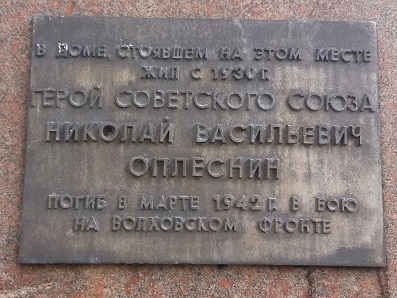 В ДОМЕ, СТОЯВШЕМ НА ЭТОМ МЕСТЕ
ЖИЛ С 1930 Г.
ГЕРОЙ СОВЕТСКОГО СОЮЗА
НИКОЛАЙ ВАСИЛЬЕВИЧ
ОПЛЕСНИН
ПОГИБ В МАРТЕ 1942 Г. В БОЮ
НА ВОЛХОВСКОМ ФРОНТЕ